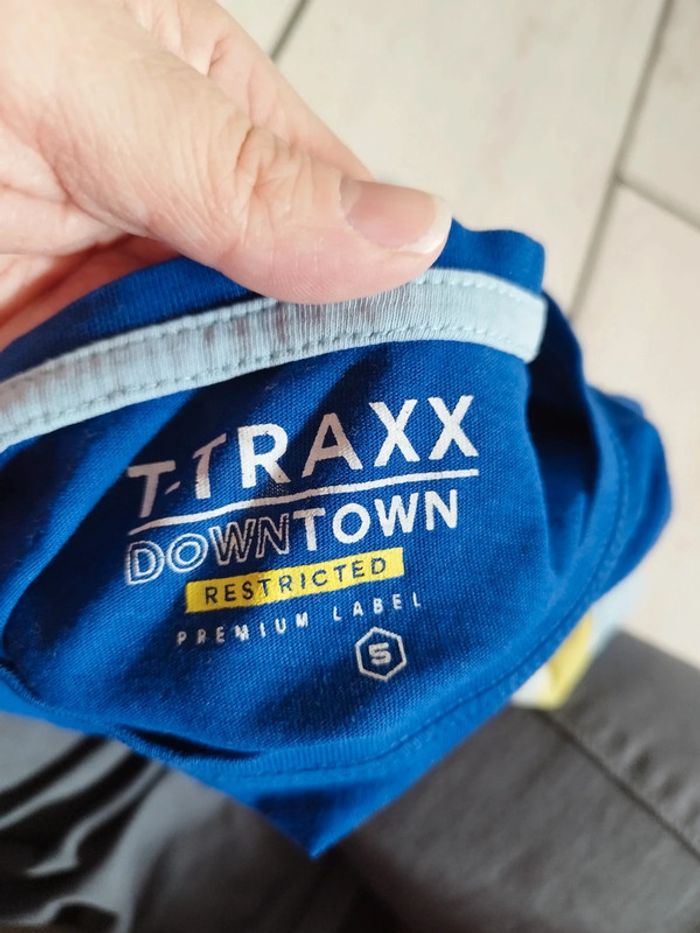 T-TRAXX
DOWNTOWN
RESTRICTED
PREMIUM LABEL
S